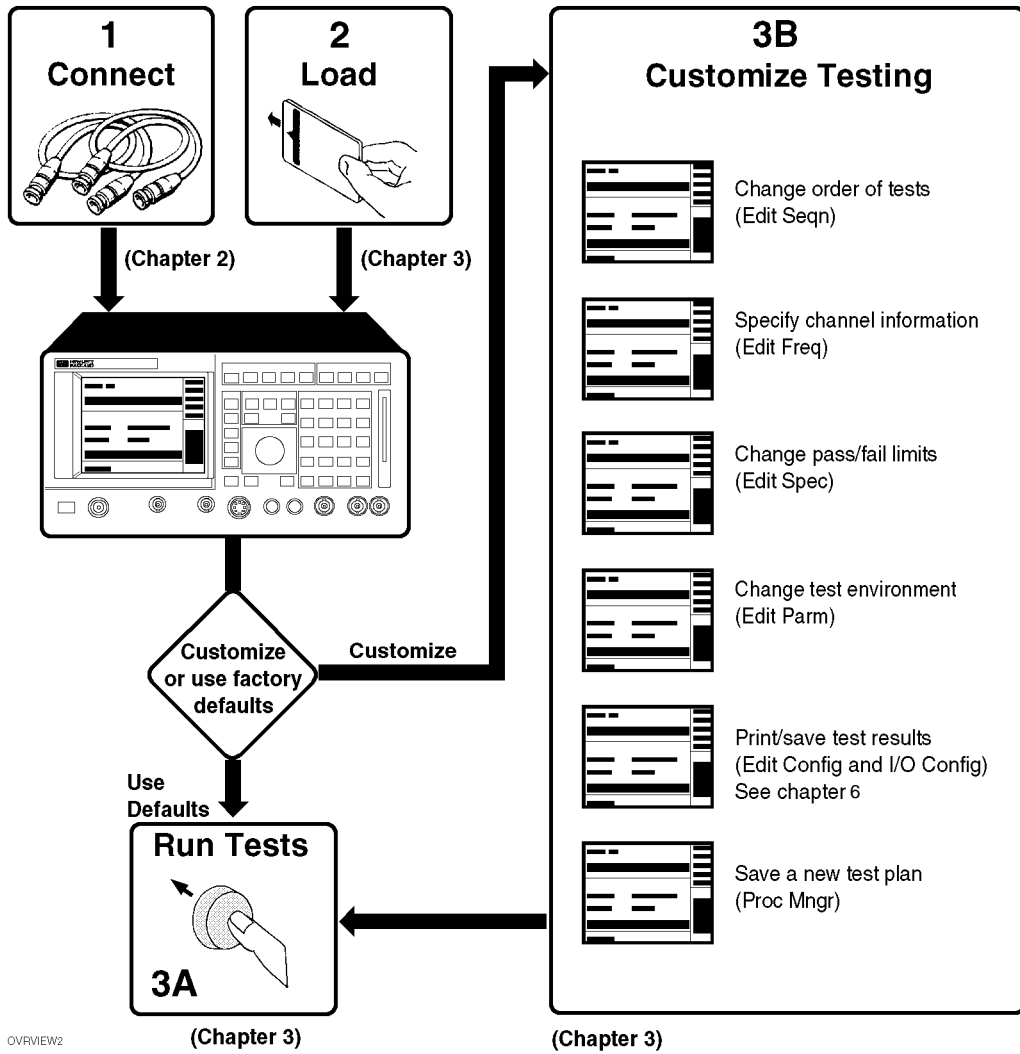 1
Connect
2
Load
(Chapter 2)
(Chapter 3)
Customize
or use factory
defaults
Customize
Use
Defaults
Run Tests
3A
(Chapter 3)
3B
Customize Testing
Change order of tests
(Edit Seqn)
Specify channel information
(Edit Freq)
Change pass/fail limits
(Edit Spec)
Change test environment
(Edit Parm)
Print/save test results
(Edit Config and I/O Config)
See chapter 6
Save a new test plan
(Proc Mngr)
(Chapter 3)
OVRVIEW2